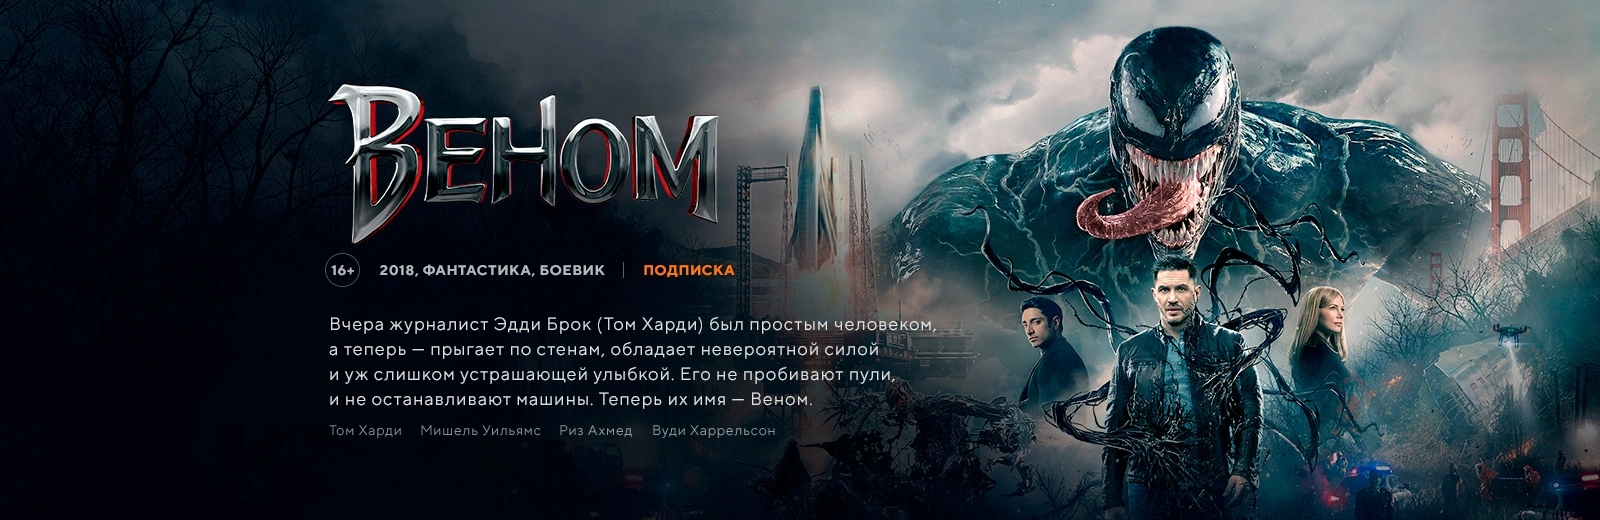 ВЕНОМ
16+ 2018, ФАНТАСТИКА, БОЕВИК | ПОДПИСКА
Вчера журналист Эдди Брок (Том Харди) был простым человеком,
а теперь — прыгает по стенам, обладает невероятной силой
и уж слишком устрашающей улыбкой. Его не пробивают пули,
и не останавливают машины. Теперь их имя — Веном.
Том Харди Мишель Уильямс Риз Ахмед Вуди Харрельсон